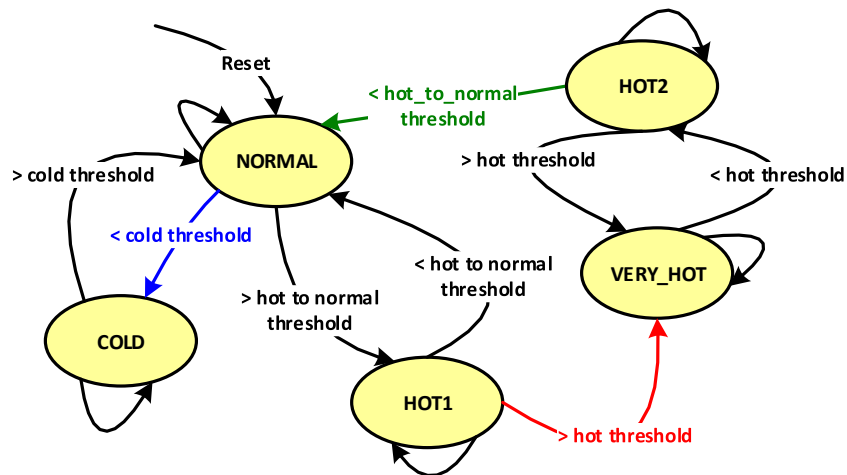 Reset
HOT2
< hot_to_normal
threshold
NORMAL
> hot threshold
> cold threshold
< hot threshold
< cold threshold
< hot to normal
threshold
VERY_HOT
> hot to normal
threshold
COLD
HOT1
> hot threshold